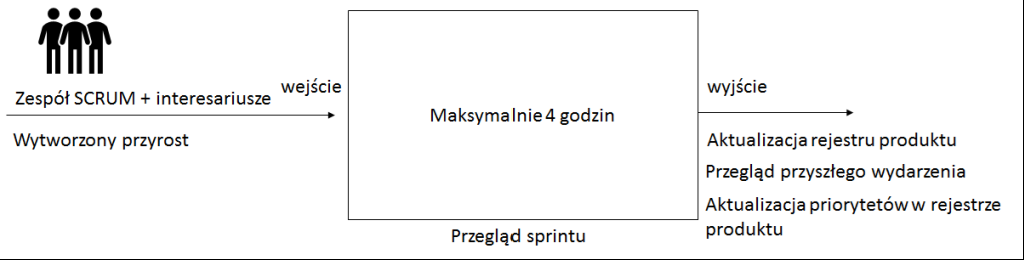 Zespół SCRUM + interesariusze
wejście
Wytworzony przyrost
Maksymalnie 4 godzin
Przegląd sprintu
wyjście
Aktualizacja rejestru produktu
Przegląd przyszłego wydarzenia
Aktualizacja priorytetów w rejestrze
produktu